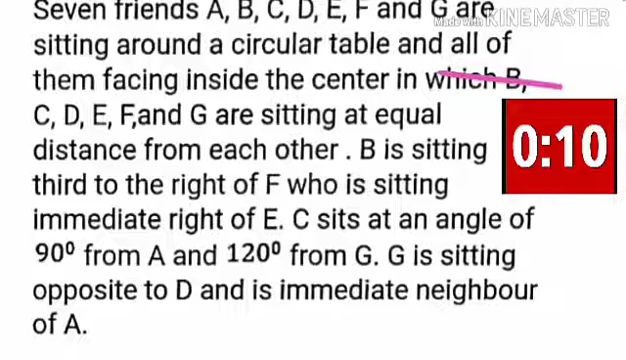 Seven friends A, B, C, D, E, F and G are
Made with KINEMASTER
sitting around a circular table and all of
them facing inside the center in which B,
C, D, E, F,and G are sitting at equal
distance from each other . B is sitting
0:10
third to the right of F who is sitting
immediate right of E. C sits at an angle of
90⁰ from A and 120⁰ from G. G is sitting
opposite to D and is immediate neighbour
of A.